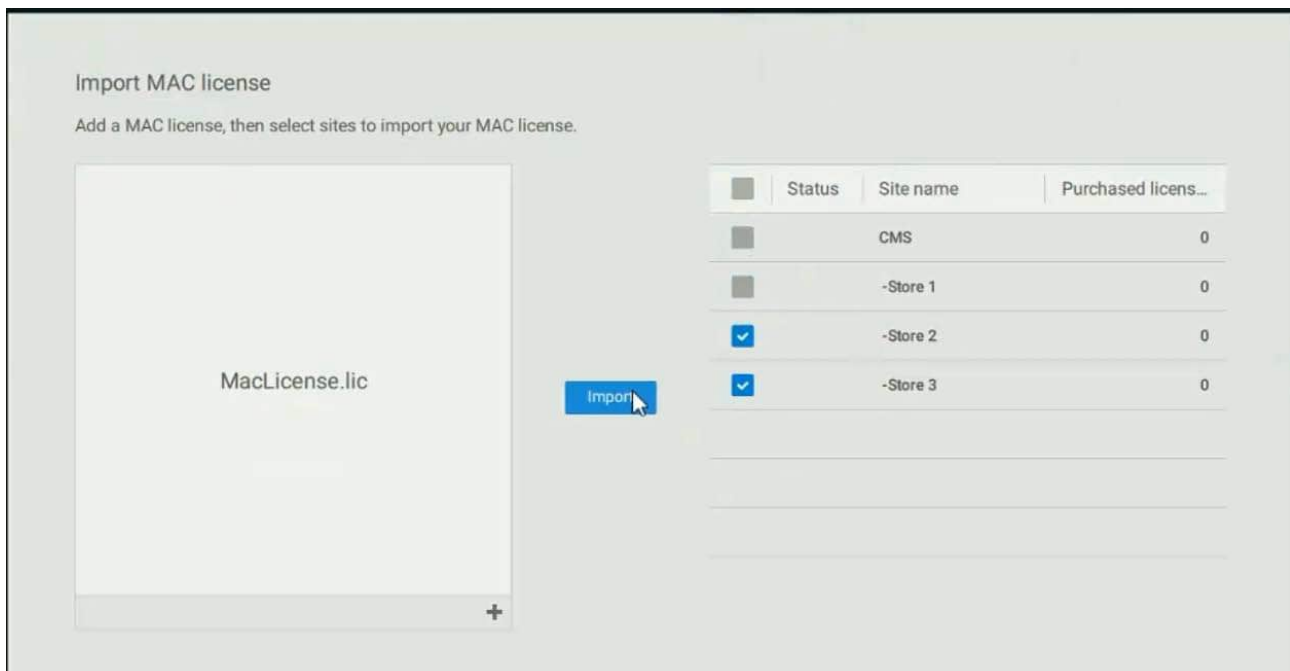 Import MAC license
Add a MAC license, then select sites to import your MAC license.
MacLicense.lic
Import
Status Site name Purchased licens...
CMS 0
-Store 1 0
-Store 2 0
-Store 3 0